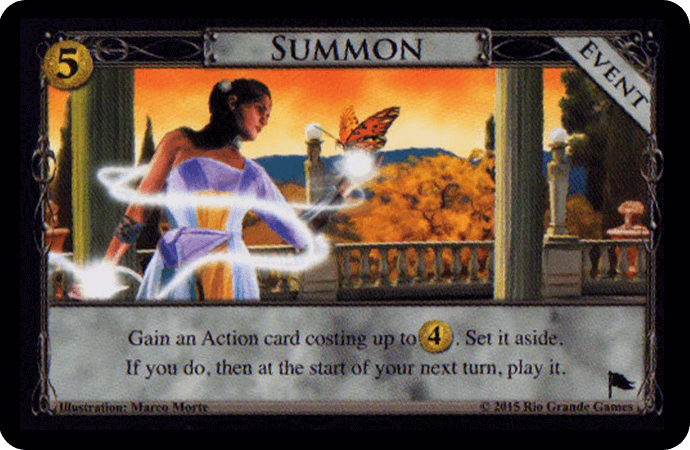 5
SUMMON
EVENT
Gain an Action card costing up to 4. Set it aside.
If you do, then at the start of your next turn, play it.
Illustration: Marco Morte
© 2015 Rio Grande Games